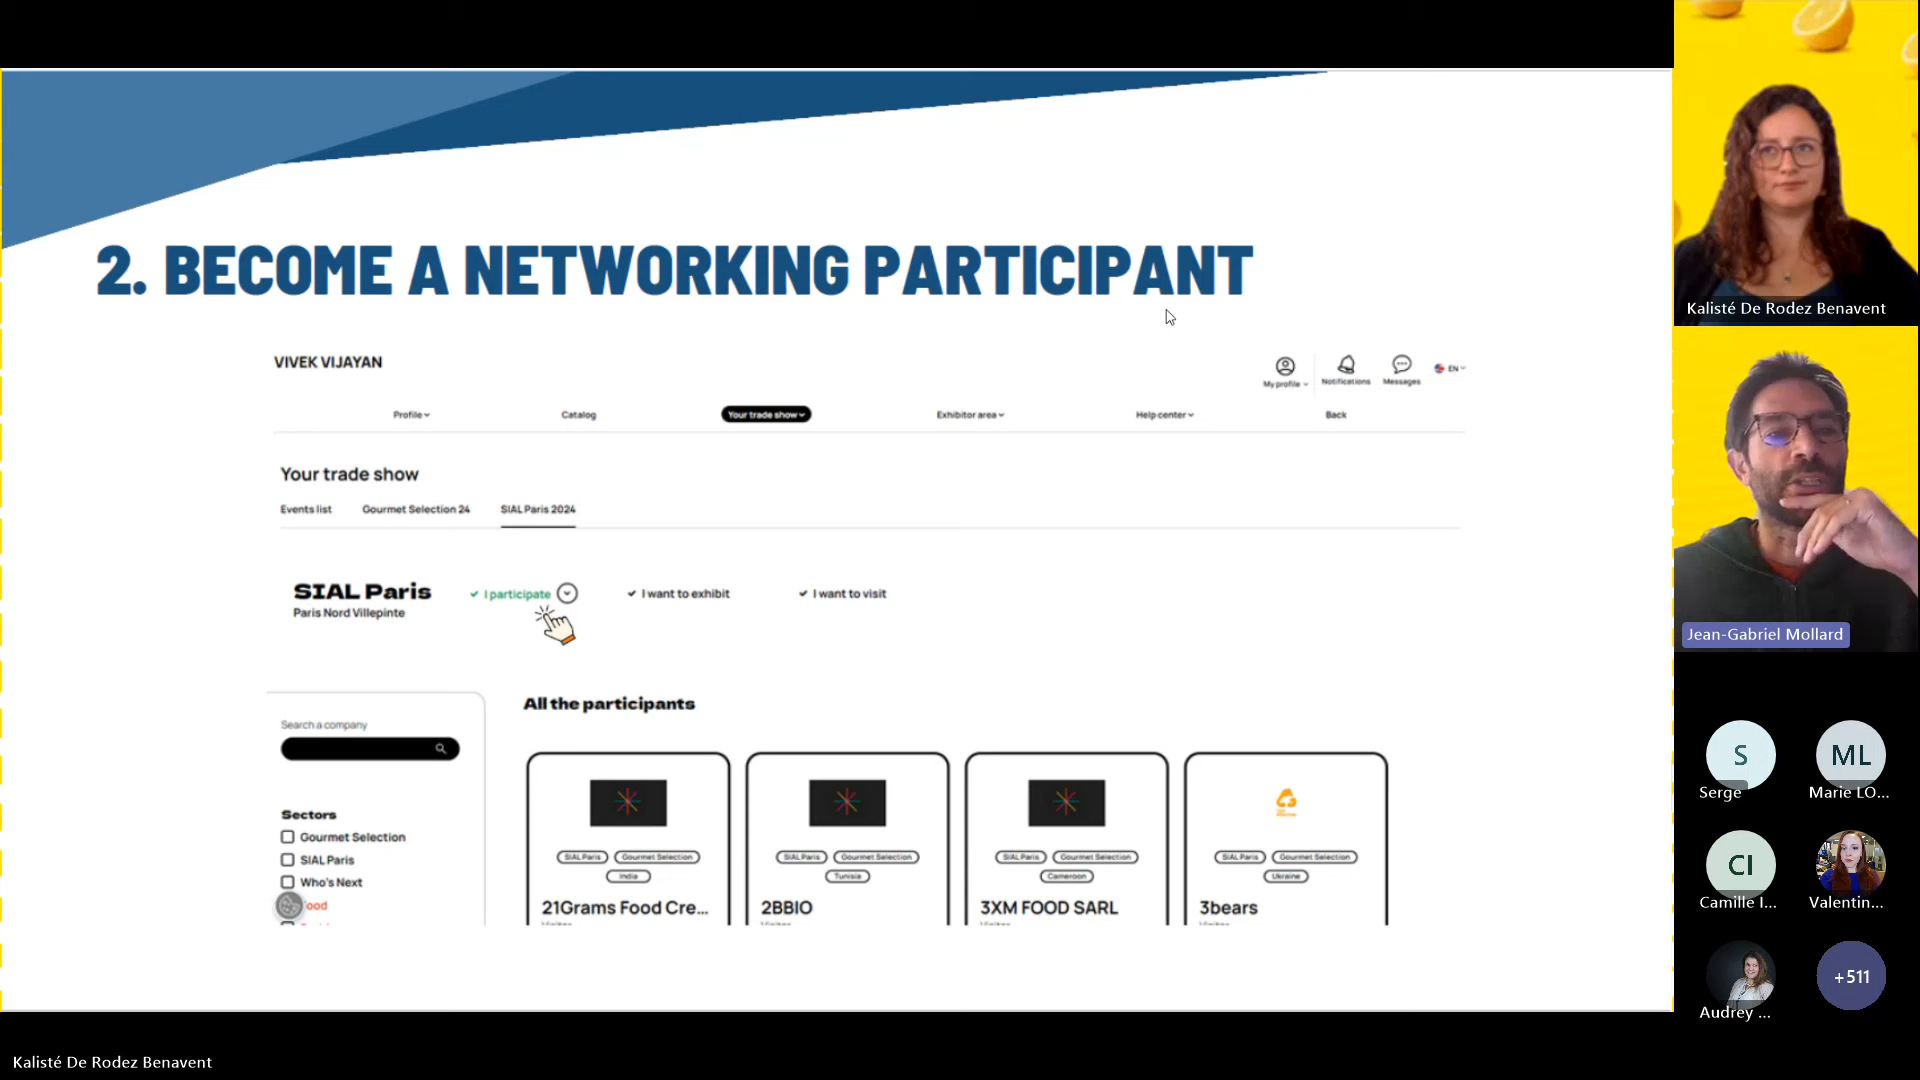 2. BECOME A NETWORKING PARTICIPANT
VIVEK VIJAYAN
My profile
Notifications
Messages
EN
Profile
Catalog
Your trade show
Exhibitor area
Help center
Back
Your trade show
Events list
Gourmet Selection 24
SIAL Paris 2024
SIAL Paris
Paris Nord Villepinte
I participate
I want to exhibit
I want to visit
Search a company
Sectors
Gourmet Selection
SIAL Paris
Who's Next
ood
All the participants
SIAL Paris Gourmet Selection
India
21Grams Food Cre...
SIAL Paris Gourmet Selection
Tunisia
2BBIO
SIAL Paris Gourmet Selection
Cameroon
3XM FOOD SARL
SIAL Paris Gourmet Selection
Ukraine
3bears
Kalisté De Rodez Benavent
Jean-Gabriel Mollard
S
Serge
ML
Marie LO...
CI
Camille I...
Valentin...
Audrey ...
+511
Kalisté De Rodez Benavent